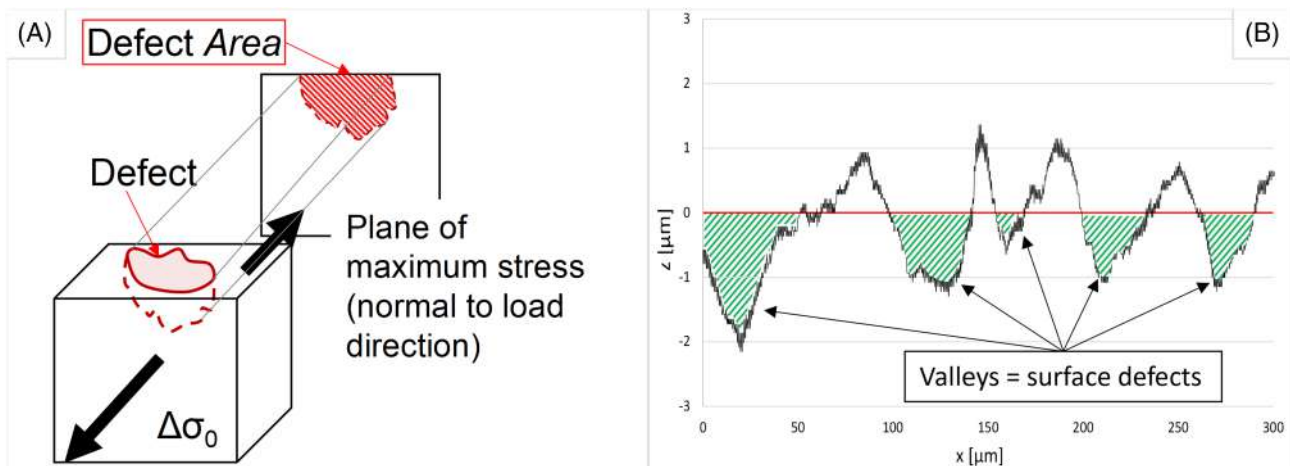 (A)
Defect Area
Defect
Plane of
maximum stress
(normal to load
direction)
Δσ0
(B)
3
2
1
0
-1
-2
-3
z [µm]
Valleys = surface defects
0
50
100
150
200
250
300
x [µm]